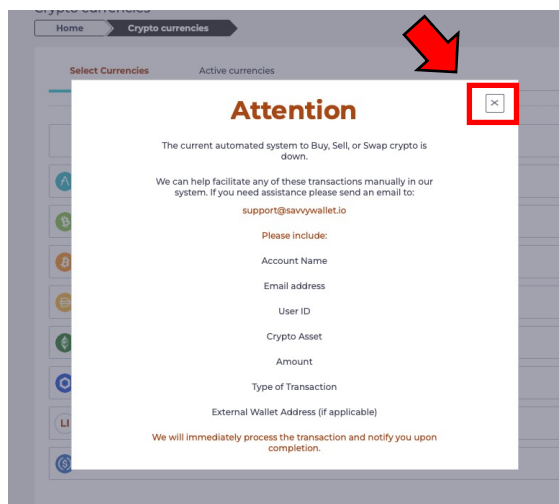 Crypto currencies
Home
Crypto currencies
Select Currencies
Active currencies
Attention
The current automated system to Buy, Sell, or Swap crypto is
down.
We can help facilitate any of these transactions manually in our
system. If you need assistance please send an email to:
support@savvywallet.io
Please include:
Account Name
Email address
User ID
Crypto Asset
Amount
Type of Transaction
External Wallet Address (if applicable)
We will immediately process the transaction and notify you upon
completion.
LI